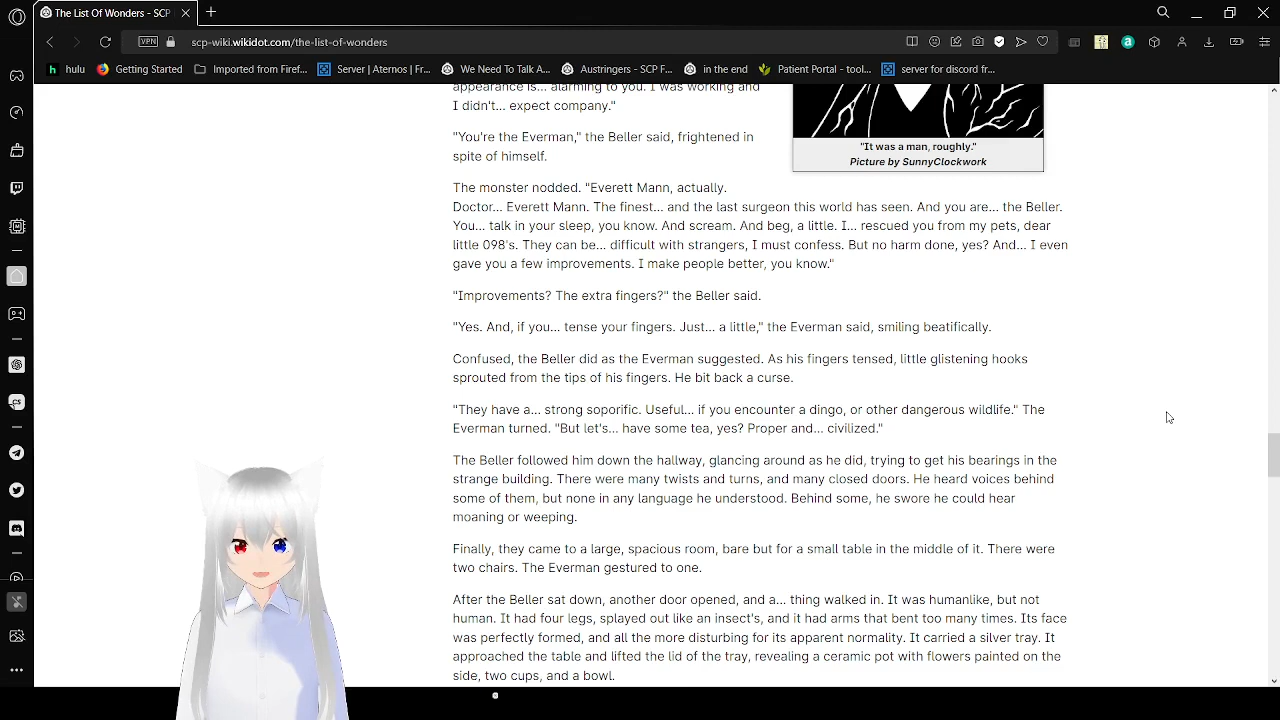 The List Of Wonders - SCP
VPN
scp-wiki.wikidot.com/the-list-of-wonders
hulu
Getting Started
Imported from Firef...
Server | Aternos | Fr...
We Need To Talk A...
Austringers - SCP F...
in the end
Patient Portal - tool...
server for discord fr...
appearance is... alarming to you. I was working and
I didn't... expect company."
"You're the Everman," the Beller said, frightened in
spite of himself.
"It was a man, roughly."
Picture by SunnyClockwork
The monster nodded. "Everett Mann, actually.
Doctor... Everett Mann. The finest... and the last surgeon this world has seen. And you are... the Beller.
You... talk in your sleep, you know. And scream. And beg, a little. I... rescued you from my pets, dear
little 098's. They can be... difficult with strangers, I must confess. But no harm done, yes? And... I even
gave you a few improvements. I make people better, you know."
"Improvements? The extra fingers?" the Beller said.
"Yes. And, if you... tense your fingers. Just... a little," the Everman said, smiling beatifically.
Confused, the Beller did as the Everman suggested. As his fingers tensed, little glistening hooks
sprouted from the tips of his fingers. He bit back a curse.
"They have a... strong soporific. Useful... if you encounter a dingo, or other dangerous wildlife." The
Everman turned. "But let's... have some tea, yes? Proper and... civilized."
The Beller followed him down the hallway, glancing around as he did, trying to get his bearings in the
strange building. There were many twists and turns, and many closed doors. He heard voices behind
some of them, but none in any language he understood. Behind some, he swore he could hear
moaning or weeping.
Finally, they came to a large, spacious room, bare but for a small table in the middle of it. There were
two chairs. The Everman gestured to one.
After the Beller sat down, another door opened, and a... thing walked in. It was humanlike, but not
human. It had four legs, splayed out like an insect's, and it had arms that bent too many times. Its face
was perfectly formed, and all the more disturbing for its apparent normality. It carried a silver tray. It
approached the table and lifted the lid of the tray, revealing a ceramic pot with flowers painted on the
side, two cups, and a bowl.